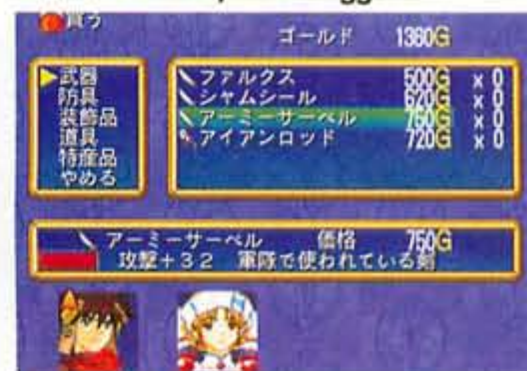 買う
ゴールド 1360G
武器
防具
装飾品
道具
特産品
やめる
ファルクス 500G x 0
シャムシール 620G x 0
アーミーサーベル 750G x 0
アイアンロッド 720G x 0
アーミーサーベル 価格 750G
攻撃+32 軍隊で使われている剣